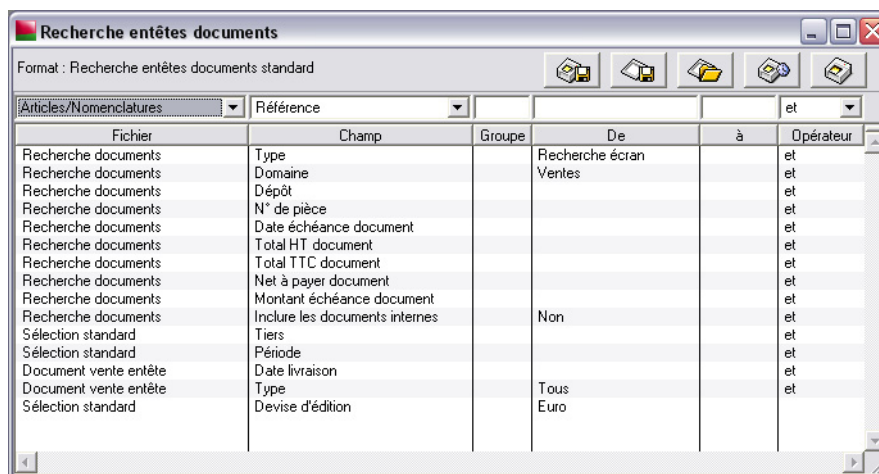 Recherche entêtes documents
Format : Recherche entêtes documents standard
Articles/Nomenclatures Référence et
Fichier Champ Groupe De à Opérateur
Recherche documents Type Recherche écran et
Recherche documents Domaine Ventes et
Recherche documents Dépôt et
Recherche documents N° de pièce et
Recherche documents Date échéance document et
Recherche documents Total HT document et
Recherche documents Total TTC document et
Recherche documents Net à payer document et
Recherche documents Montant échéance document et
Recherche documents Inclure les documents internes Non et
Sélection standard Tiers et
Sélection standard Période et
Document vente entête Date livraison et
Document vente entête Type Tous et
Sélection standard Devise d'édition Euro